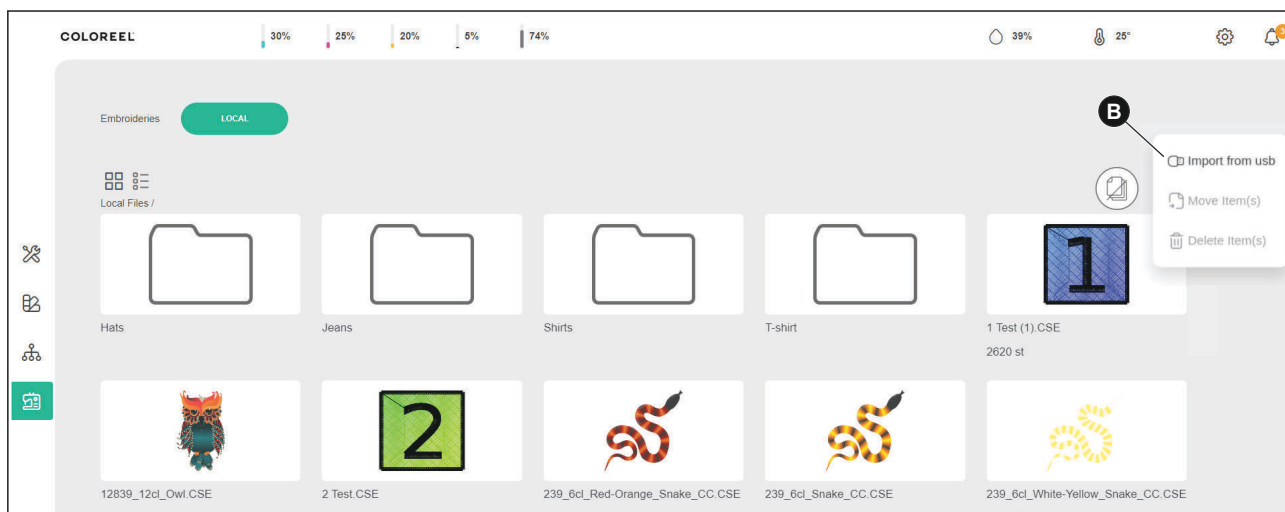 COLOREEL 30% 25% 20% 5% 74% 39% 25° 3
Embroideries LOCAL
B
Import from usb
Local Files /
Move Item(s)
Delete Item(s)
1
Hats Jeans Shirts T-shirt 1 Test (1).CSE
2620 st
2
12839_12cl_Owl.CSE 2 Test.CSE 239_6cl_Red-Orange_Snake_CC.CSE 239_6cl_Snake_CC.CSE 239_6cl_White-Yellow_Snake_CC.CSE